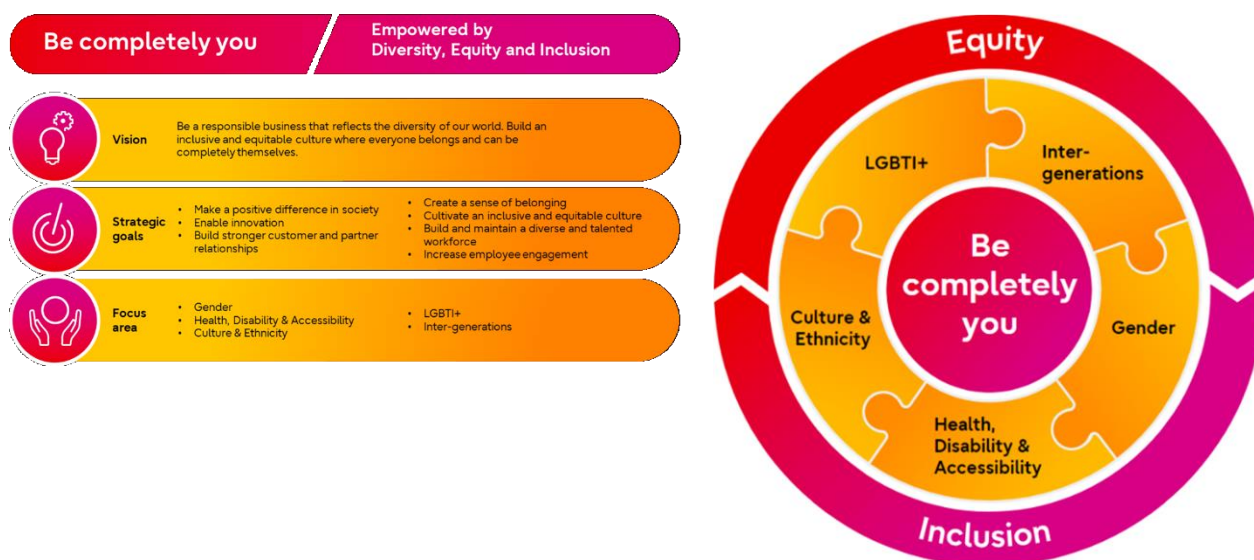 Be completely you
Empowered by
Diversity, Equity and Inclusion
Vision
Be a responsible business that reflects the diversity of our world. Build an
inclusive and equitable culture where everyone belongs and can be
completely themselves.
Strategic
goals
• Make a positive difference in society
• Enable innovation
• Build stronger customer and partner
relationships
• Create a sense of belonging
• Cultivate an inclusive and equitable culture
• Build and maintain a diverse and talented
workforce
• Increase employee engagement
Focus
area
• Gender
• Health, Disability & Accessibility
• Culture & Ethnicity
• LGBTI+
• Inter-generations
Equity
LGBTI+
Inter-
generations
Be
completely
you
Culture &
Ethnicity
Gender
Health,
Disability &
Accessibility
Inclusion